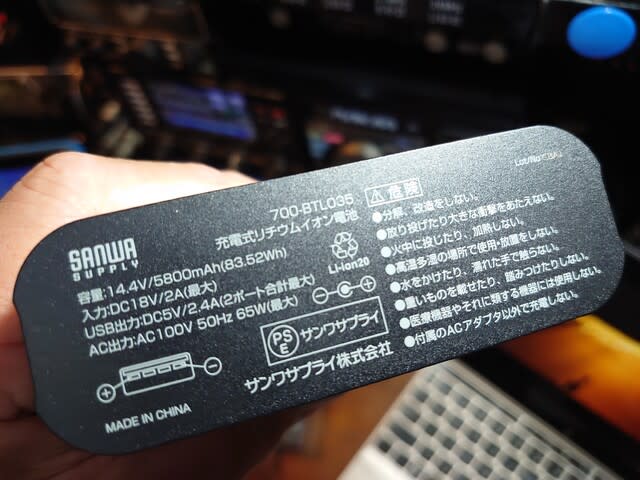 700-BTL035
充電式リチウムイオン電池
SANWA
SUPPLY
容量:14.4V/5800mAh(83.52Wh)
入力:DC18V/2A(最大)
USB出力:DC5V/2.4A(2ポート合計最大)
AC出力:AC100V 50Hz 65W(最大)
Li-ion20
PS
E
サンワサプライ
サンワサプライ株式会社
MADE IN CHINA
危険
●分解、改造をしない。
●放り投げたり大きな衝撃をあたえない。
●火中に投じたり、加熱しない。
●高温多湿の場所で使用・放置をしない。
●水をかけたり、濡れた手で触らない。
●重いものを載せたり、踏みつけたりしない。
●医療機器やそれに類する機器には使用しない。
●付属のACアダプタ以外で充電しない。